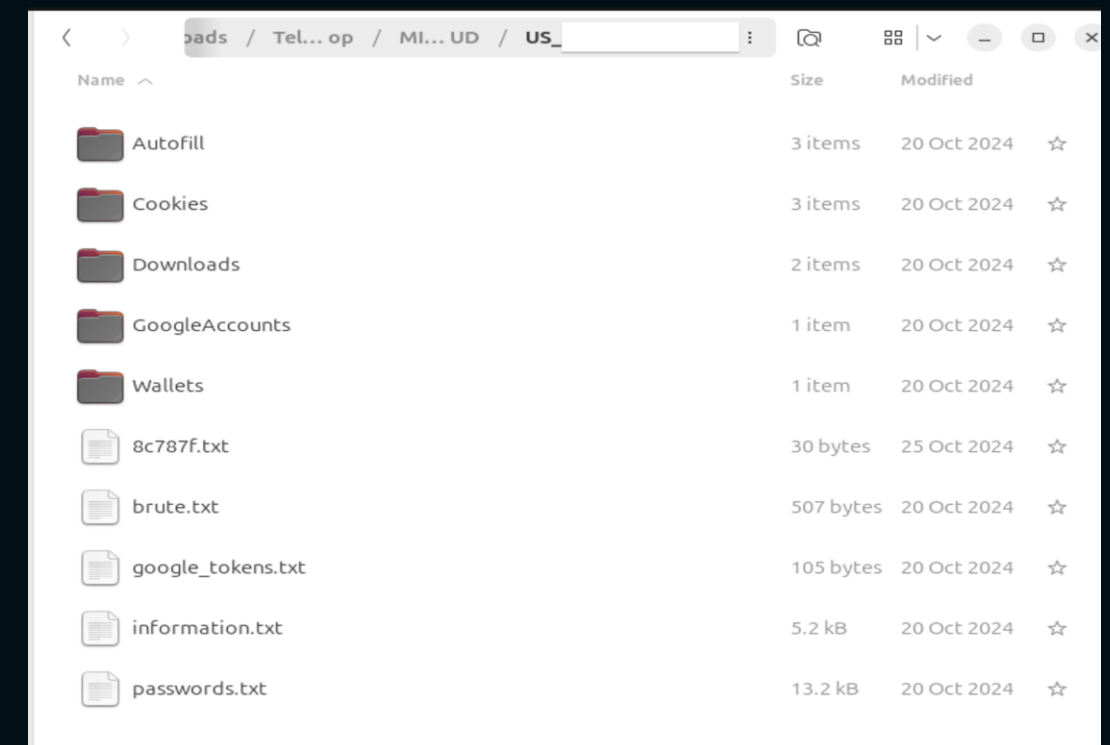 oads / Tel... op / MI... UD / US_
Name Size Modified
Autofill 3 items 20 Oct 2024
Cookies 3 items 20 Oct 2024
Downloads 2 items 20 Oct 2024
GoogleAccounts 1 item 20 Oct 2024
Wallets 1 item 20 Oct 2024
8c787f.txt 30 bytes 25 Oct 2024
brute.txt 507 bytes 20 Oct 2024
google_tokens.txt 105 bytes 20 Oct 2024
information.txt 5.2 kB 20 Oct 2024
passwords.txt 13.2 kB 20 Oct 2024